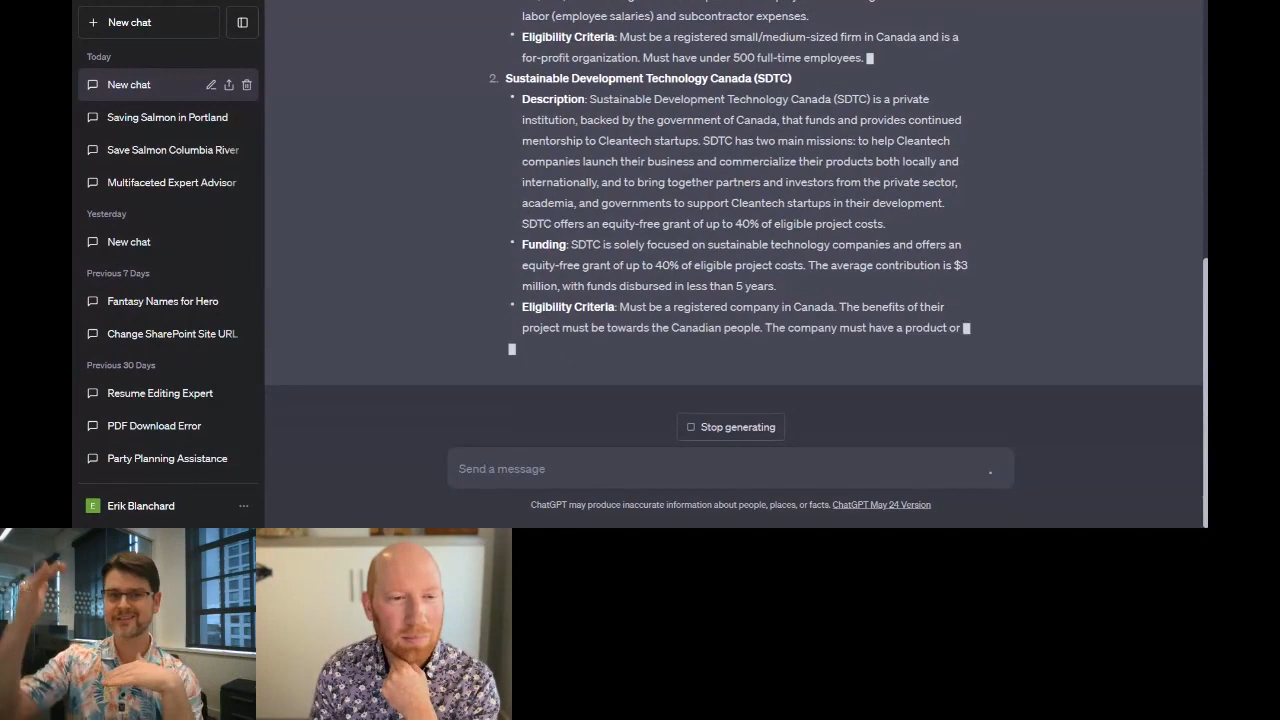 New chat
Today
New chat
Saving Salmon in Portland
Save Salmon Columbia River
Multifaceted Expert Advisor
Yesterday
New chat
Previous 7 Days
Fantasy Names for Hero
Change SharePoint Site URL
Previous 30 Days
Resume Editing Expert
PDF Download Error
Party Planning Assistance
E Erik Blanchard
labor (employee salaries) and subcontractor expenses.
• Eligibility Criteria: Must be a registered small/medium-sized firm in Canada and is a
for-profit organization. Must have under 500 full-time employees.
2. Sustainable Development Technology Canada (SDTC)
• Description: Sustainable Development Technology Canada (SDTC) is a private
institution, backed by the government of Canada, that funds and provides continued
mentorship to Cleantech startups. SDTC has two main missions: to help Cleantech
companies launch their business and commercialize their products both locally and
internationally, and to bring together partners and investors from the private sector,
academia, and governments to support Cleantech startups in their development.
SDTC offers an equity-free grant of up to 40% of eligible project costs.
• Funding: SDTC is solely focused on sustainable technology companies and offers an
equity-free grant of up to 40% of eligible project costs. The average contribution is $3
million, with funds disbursed in less than 5 years.
• Eligibility Criteria: Must be a registered company in Canada. The benefits of their
project must be towards the Canadian people. The company must have a product or
Stop generating
Send a message
ChatGPT may produce inaccurate information about people, places, or facts. ChatGPT May 24 Version